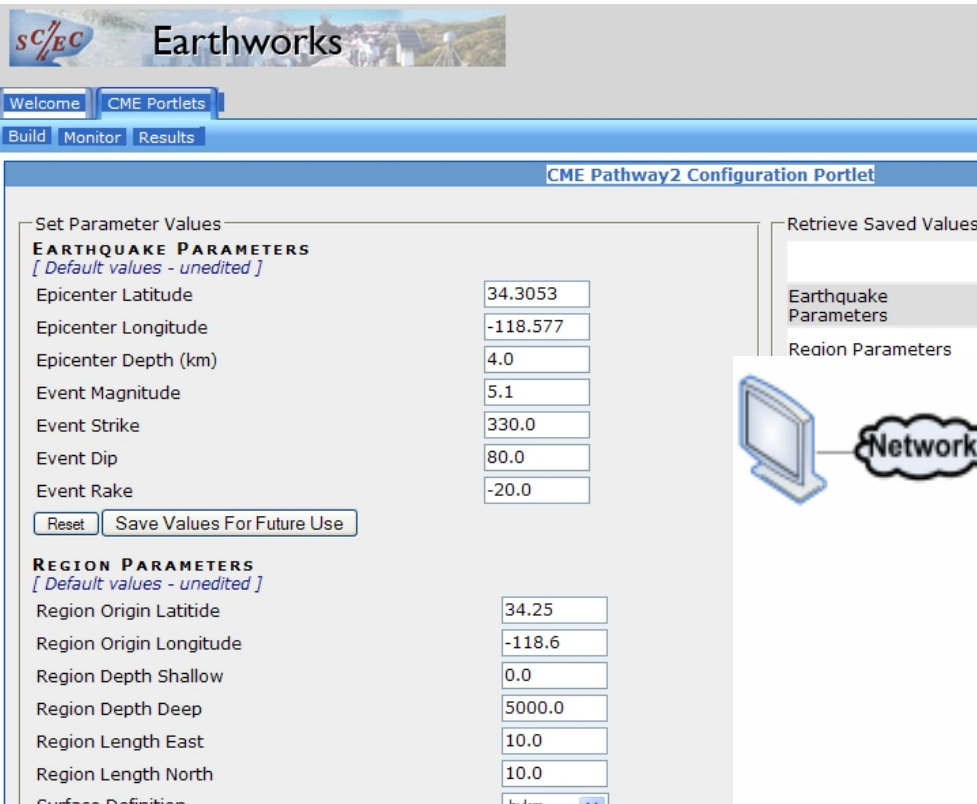 SC/EC Earthworks
Welcome CME Portlets
Build Monitor Results
CME Pathway2 Configuration Portlet
Set Parameter Values
EARTHQUAKE PARAMETERS
[ Default values - unedited ]
Epicenter Latitude 34.3053
Epicenter Longitude -118.577
Epicenter Depth (km) 4.0
Event Magnitude 5.1
Event Strike 330.0
Event Dip 80.0
Event Rake -20.0
Reset Save Values For Future Use
REGION PARAMETERS
[ Default values - unedited ]
Region Origin Latitide 34.25
Region Origin Longitude -118.6
Region Depth Shallow 0.0
Region Depth Deep 5000.0
Region Length East 10.0
Region Length North 10.0
Surface Definition
Retrieve Saved Values
Earthquake
Parameters
Region Parameters
Network